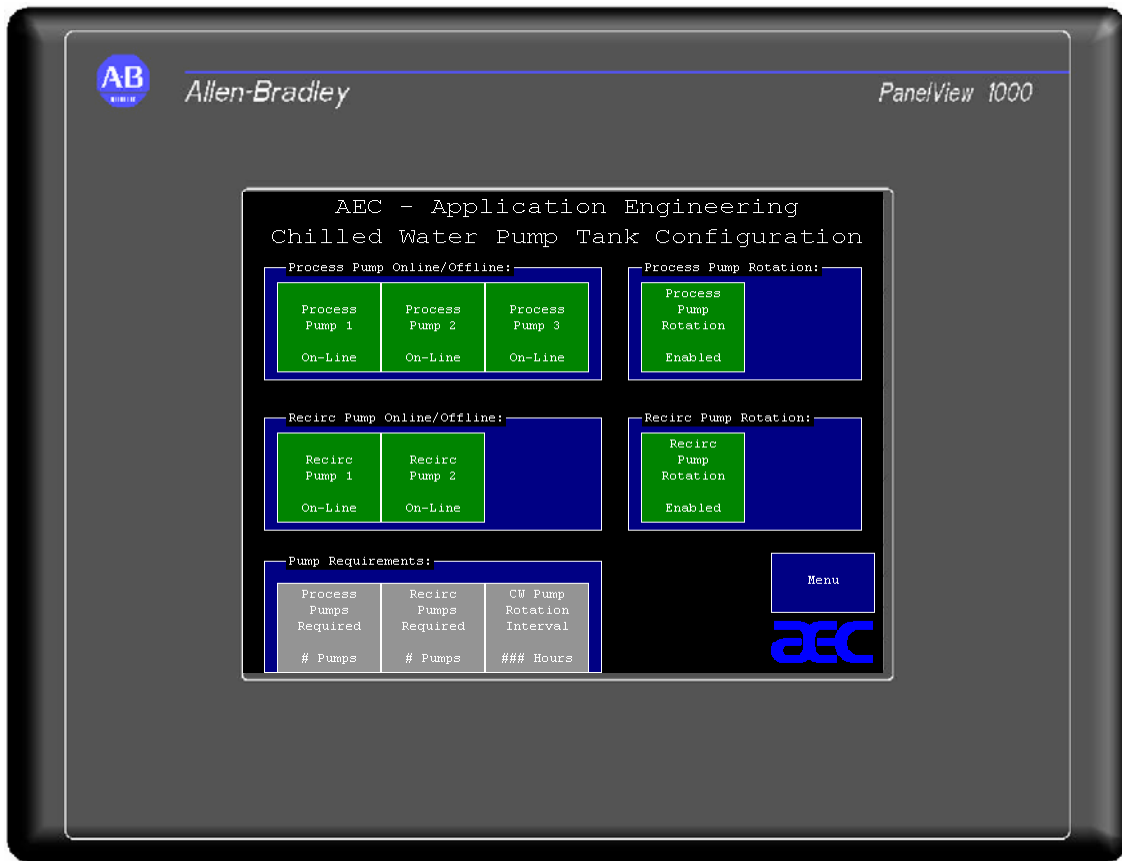 A·B
Allen-Bradley
PanelView 1000
AEC - Application Engineering
Chilled Water Pump Tank Configuration
Process Pump Online/Offline:
Process
Pump 1
On-Line
Process
Pump 2
On-Line
Process
Pump 3
On-Line
Process Pump Rotation:
Process
Pump
Rotation
Enabled
Recirc Pump Online/Offline:
Recirc
Pump 1
On-Line
Recirc
Pump 2
On-Line
Recirc Pump Rotation:
Recirc
Pump
Rotation
Enabled
Pump Requirements:
Process
Pumps
Required
# Pumps
Recirc
Pumps
Required
# Pumps
CW Pump
Rotation
Interval
### Hours
Menu
aec